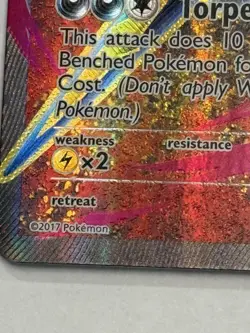 Torpe
This attack does 10
Benched Pokémon fo
Cost. (Don't apply W
Pokémon.)
weakness resistance
×2
retreat
©2017 Pokémon